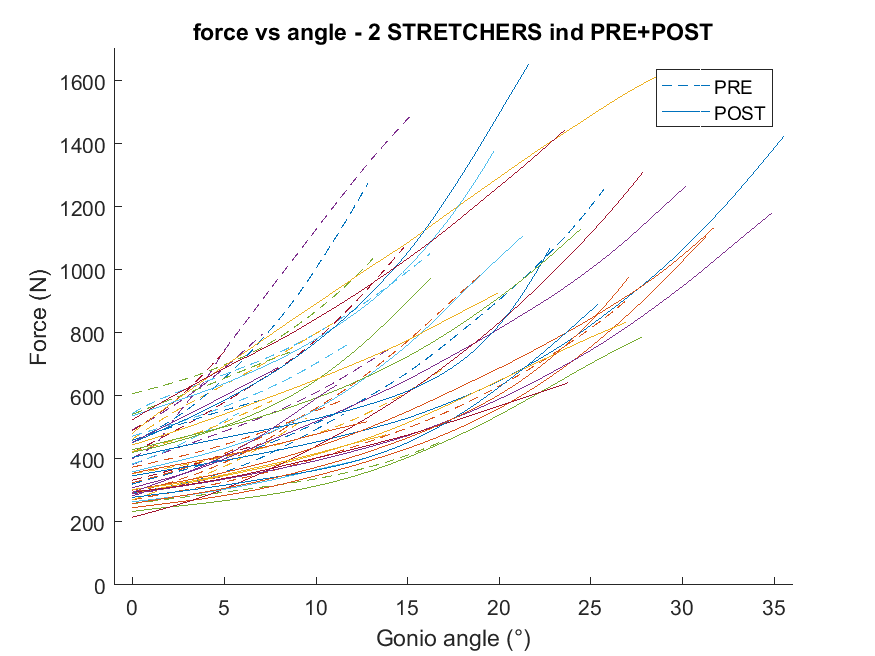 force vs angle - 2 STRETCHERS ind PRE+POST
PRE
POST
Force (N)
1600
1400
1200
1000
800
600
400
200
0
0 5 10 15 20 25 30 35
Gonio angle (°)